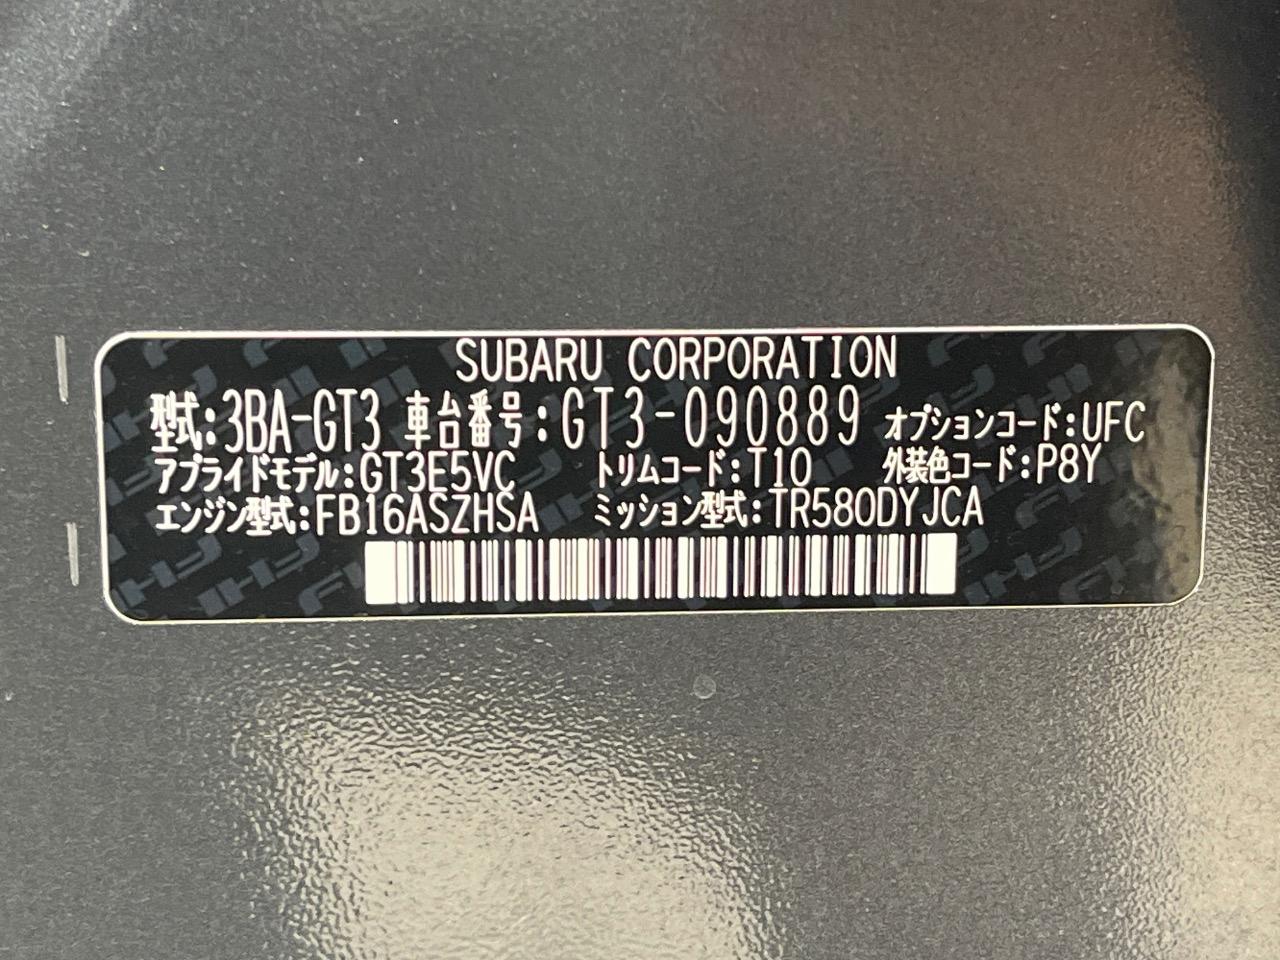 SUBARU CORPORATION
型式:3BA-GT3 車台番号:GT3-090889 オプションコード:UFC
アプライドモデル:GT3E5VC トリムコード:T10 外装色コード:P8Y
エンジン型式:FB16ASZHSA ミッション型式:TR580DYJCA